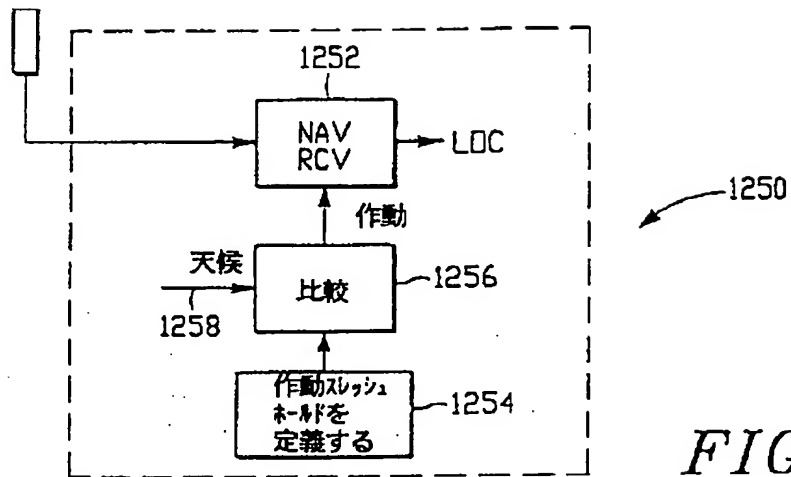 1252
NAV
RCV
LOC
1250
作動
天候
比較
1256
1258
作動スレッシュ
ホールドを
定義する
1254
FIG